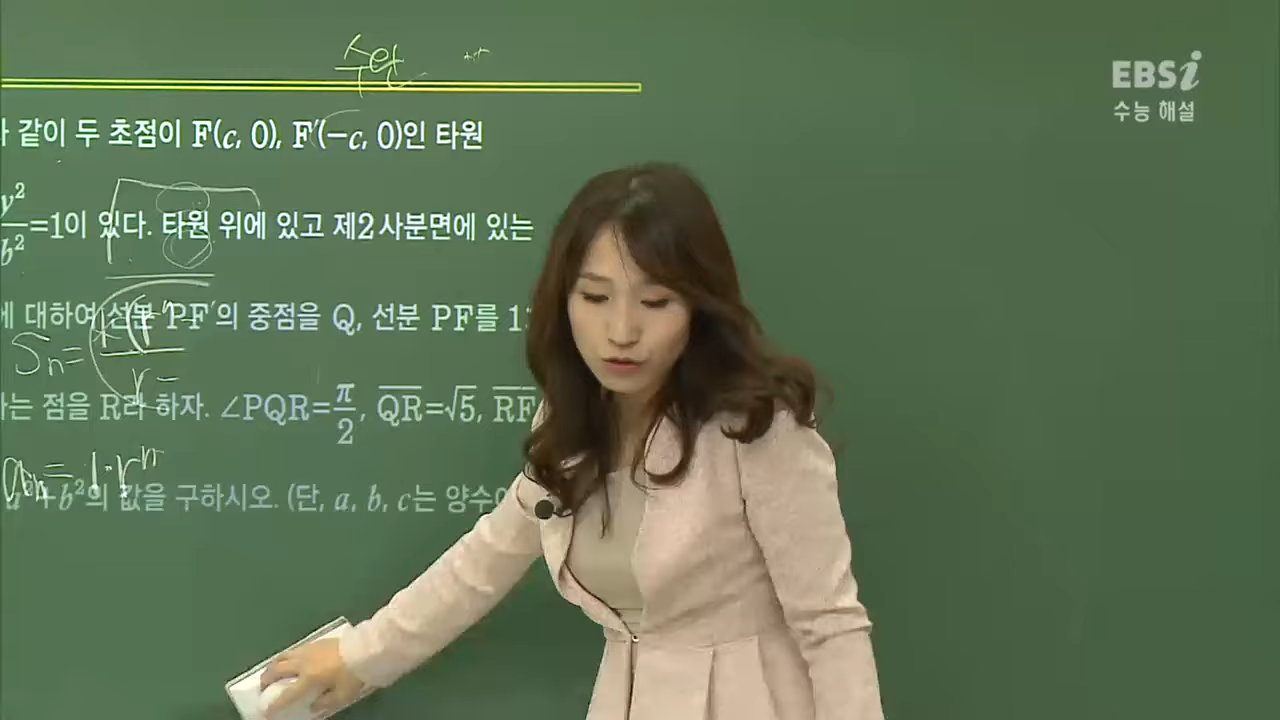 수완
EBSi
수능 해설
같이 두 초점이 F(c, 0), F′(−c, 0)인 타원
y²/b²=1이 있다. 타원 위에 있고 제2사분면에 있는
에 대하여 선분 PF′의 중점을 Q, 선분 PF를 1:
Sₙ=
는 점을 R라 하자. ∠PQR=π/2, QR=√5, RF
aₙ=1·rⁿ
a²+b²의 값을 구하시오. (단, a, b, c는 양수